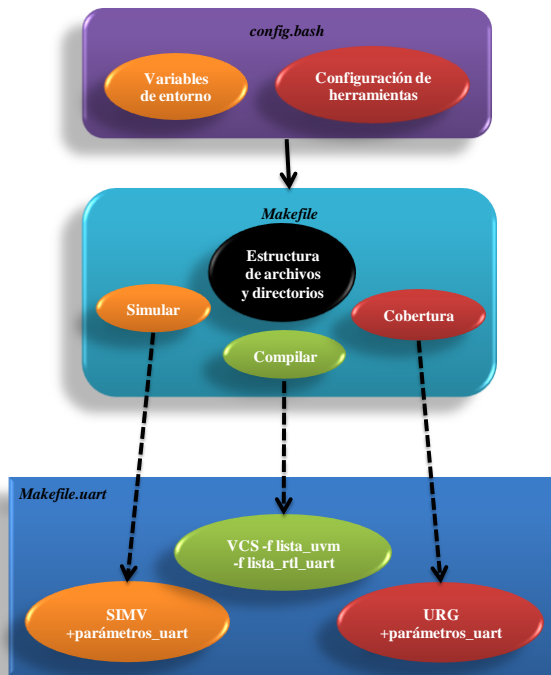 config.bash
Variables
de entorno
Configuración de
herramientas
Makefile
Estructura
de archivos
y directorios
Simular
Cobertura
Compilar
Makefile.uart
VCS -f lista_uvm
-f lista_rtl_uart
SIMV
+parámetros_uart
URG
+parámetros_uart